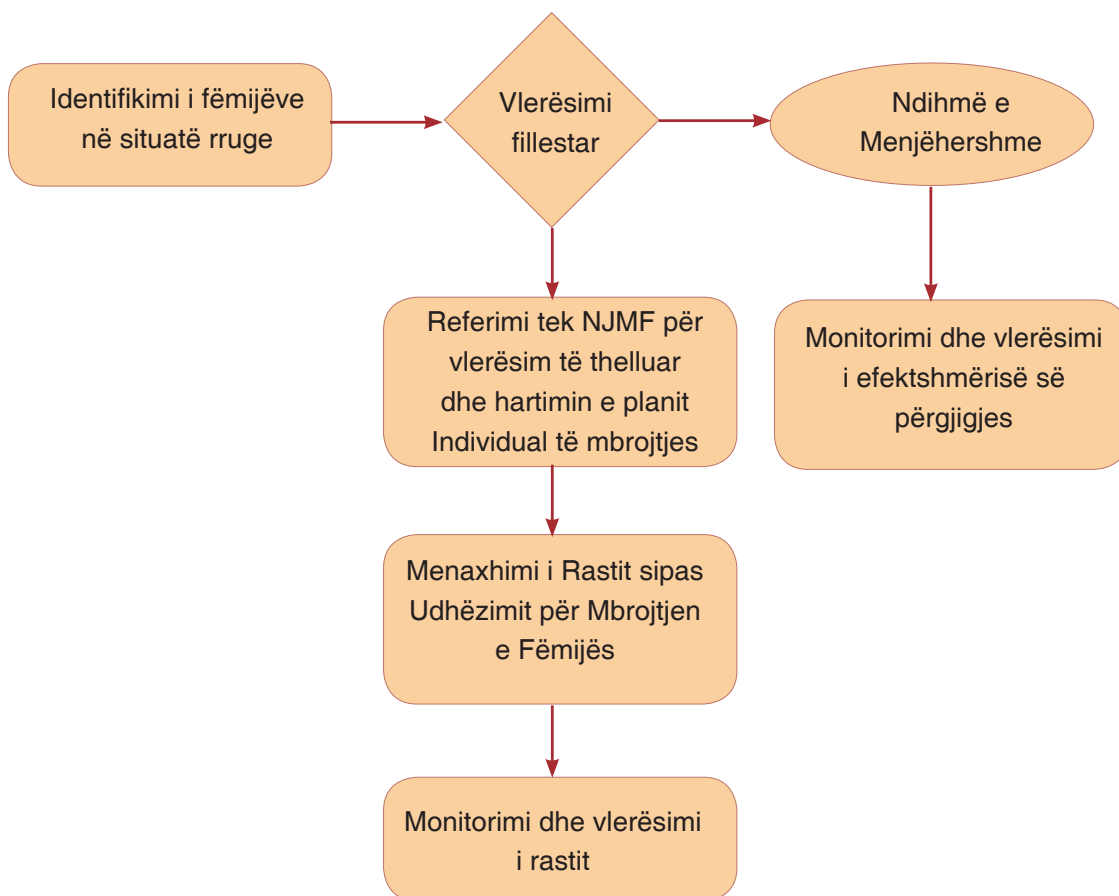 Identifikimi i fëmijëve
në situatë rruge
Vlerësimi
fillestar
Ndihmë e
Menjëhershme
Referimi tek NJMF për
vlerësim të thelluar
dhe hartimin e planit
Individual të mbrojtjes
Monitorimi dhe vlerësimi
i efektshmërisë së
përgjigjes
Menaxhimi i Rastit sipas
Udhëzimit për Mbrojtjen
e Fëmijës
Monitorimi dhe vlerësimi
i rastit